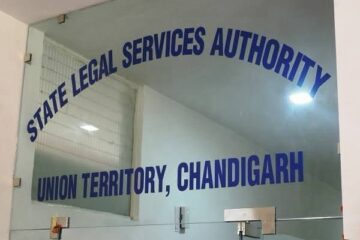 STATE LEGAL SERVICES AUTHORITY
UNION TERRITORY, CHANDIGARH